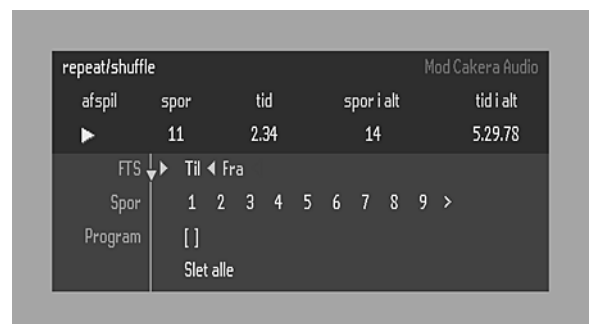 repeat/shuffle Mod Cakera Audio
afspil spor tid spor i alt tid i alt
11 2.34 14 5.29.78
FTS Til Fra
Spor 1 2 3 4 5 6 7 8 9 >
Program [ ]
Slet alle